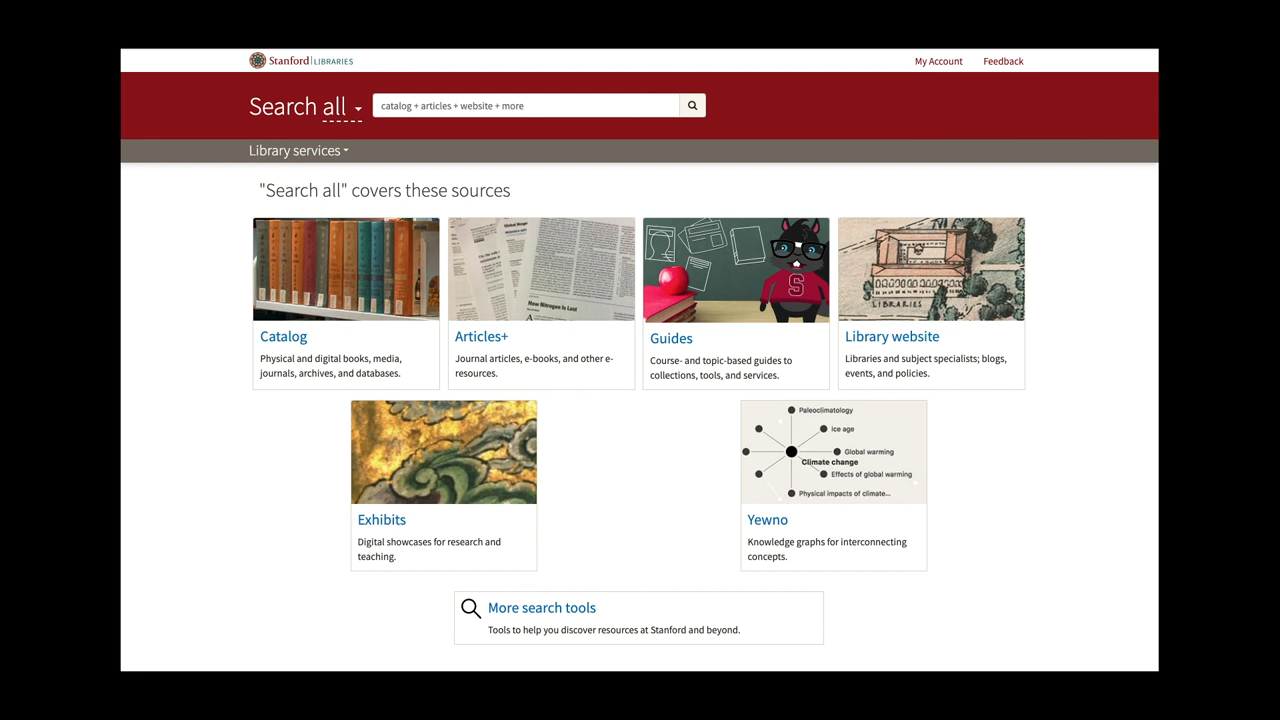 Stanford | LIBRARIES
My Account
Feedback
Search all
catalog + articles + website + more
Library services
"Search all" covers these sources
New Nitrogen Is Last
S
LIBRARIES
Catalog
Physical and digital books, media,
journals, archives, and databases.
Articles+
Journal articles, e-books, and other e-
resources.
Guides
Course- and topic-based guides to
collections, tools, and services.
Library website
Libraries and subject specialists; blogs,
events, and policies.
Paleoclimatology
Ice age
Global warming
Climate change
Effects of global warming
Physical impacts of climate...
Exhibits
Digital showcases for research and
teaching.
Yewno
Knowledge graphs for interconnecting
concepts.
More search tools
Tools to help you discover resources at Stanford and beyond.